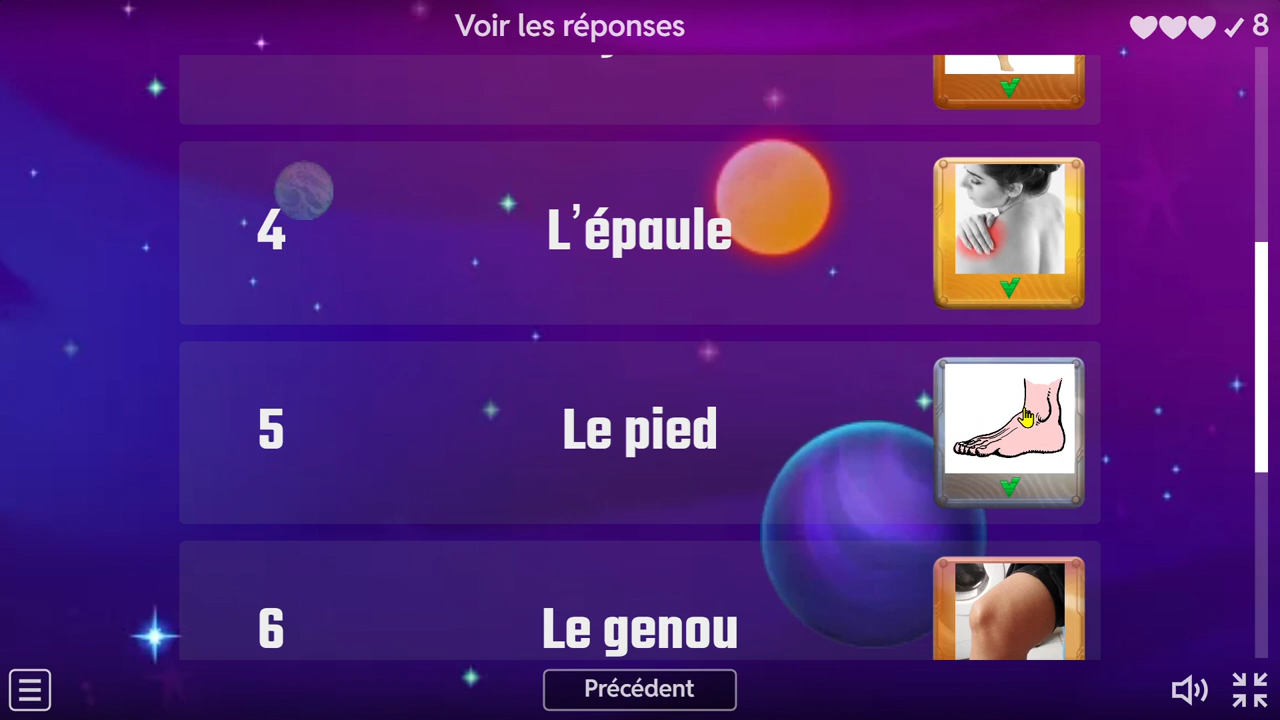 Voir les réponses
✓ 8
4
L'épaule
5
Le pied
6
Le genou
Précédent